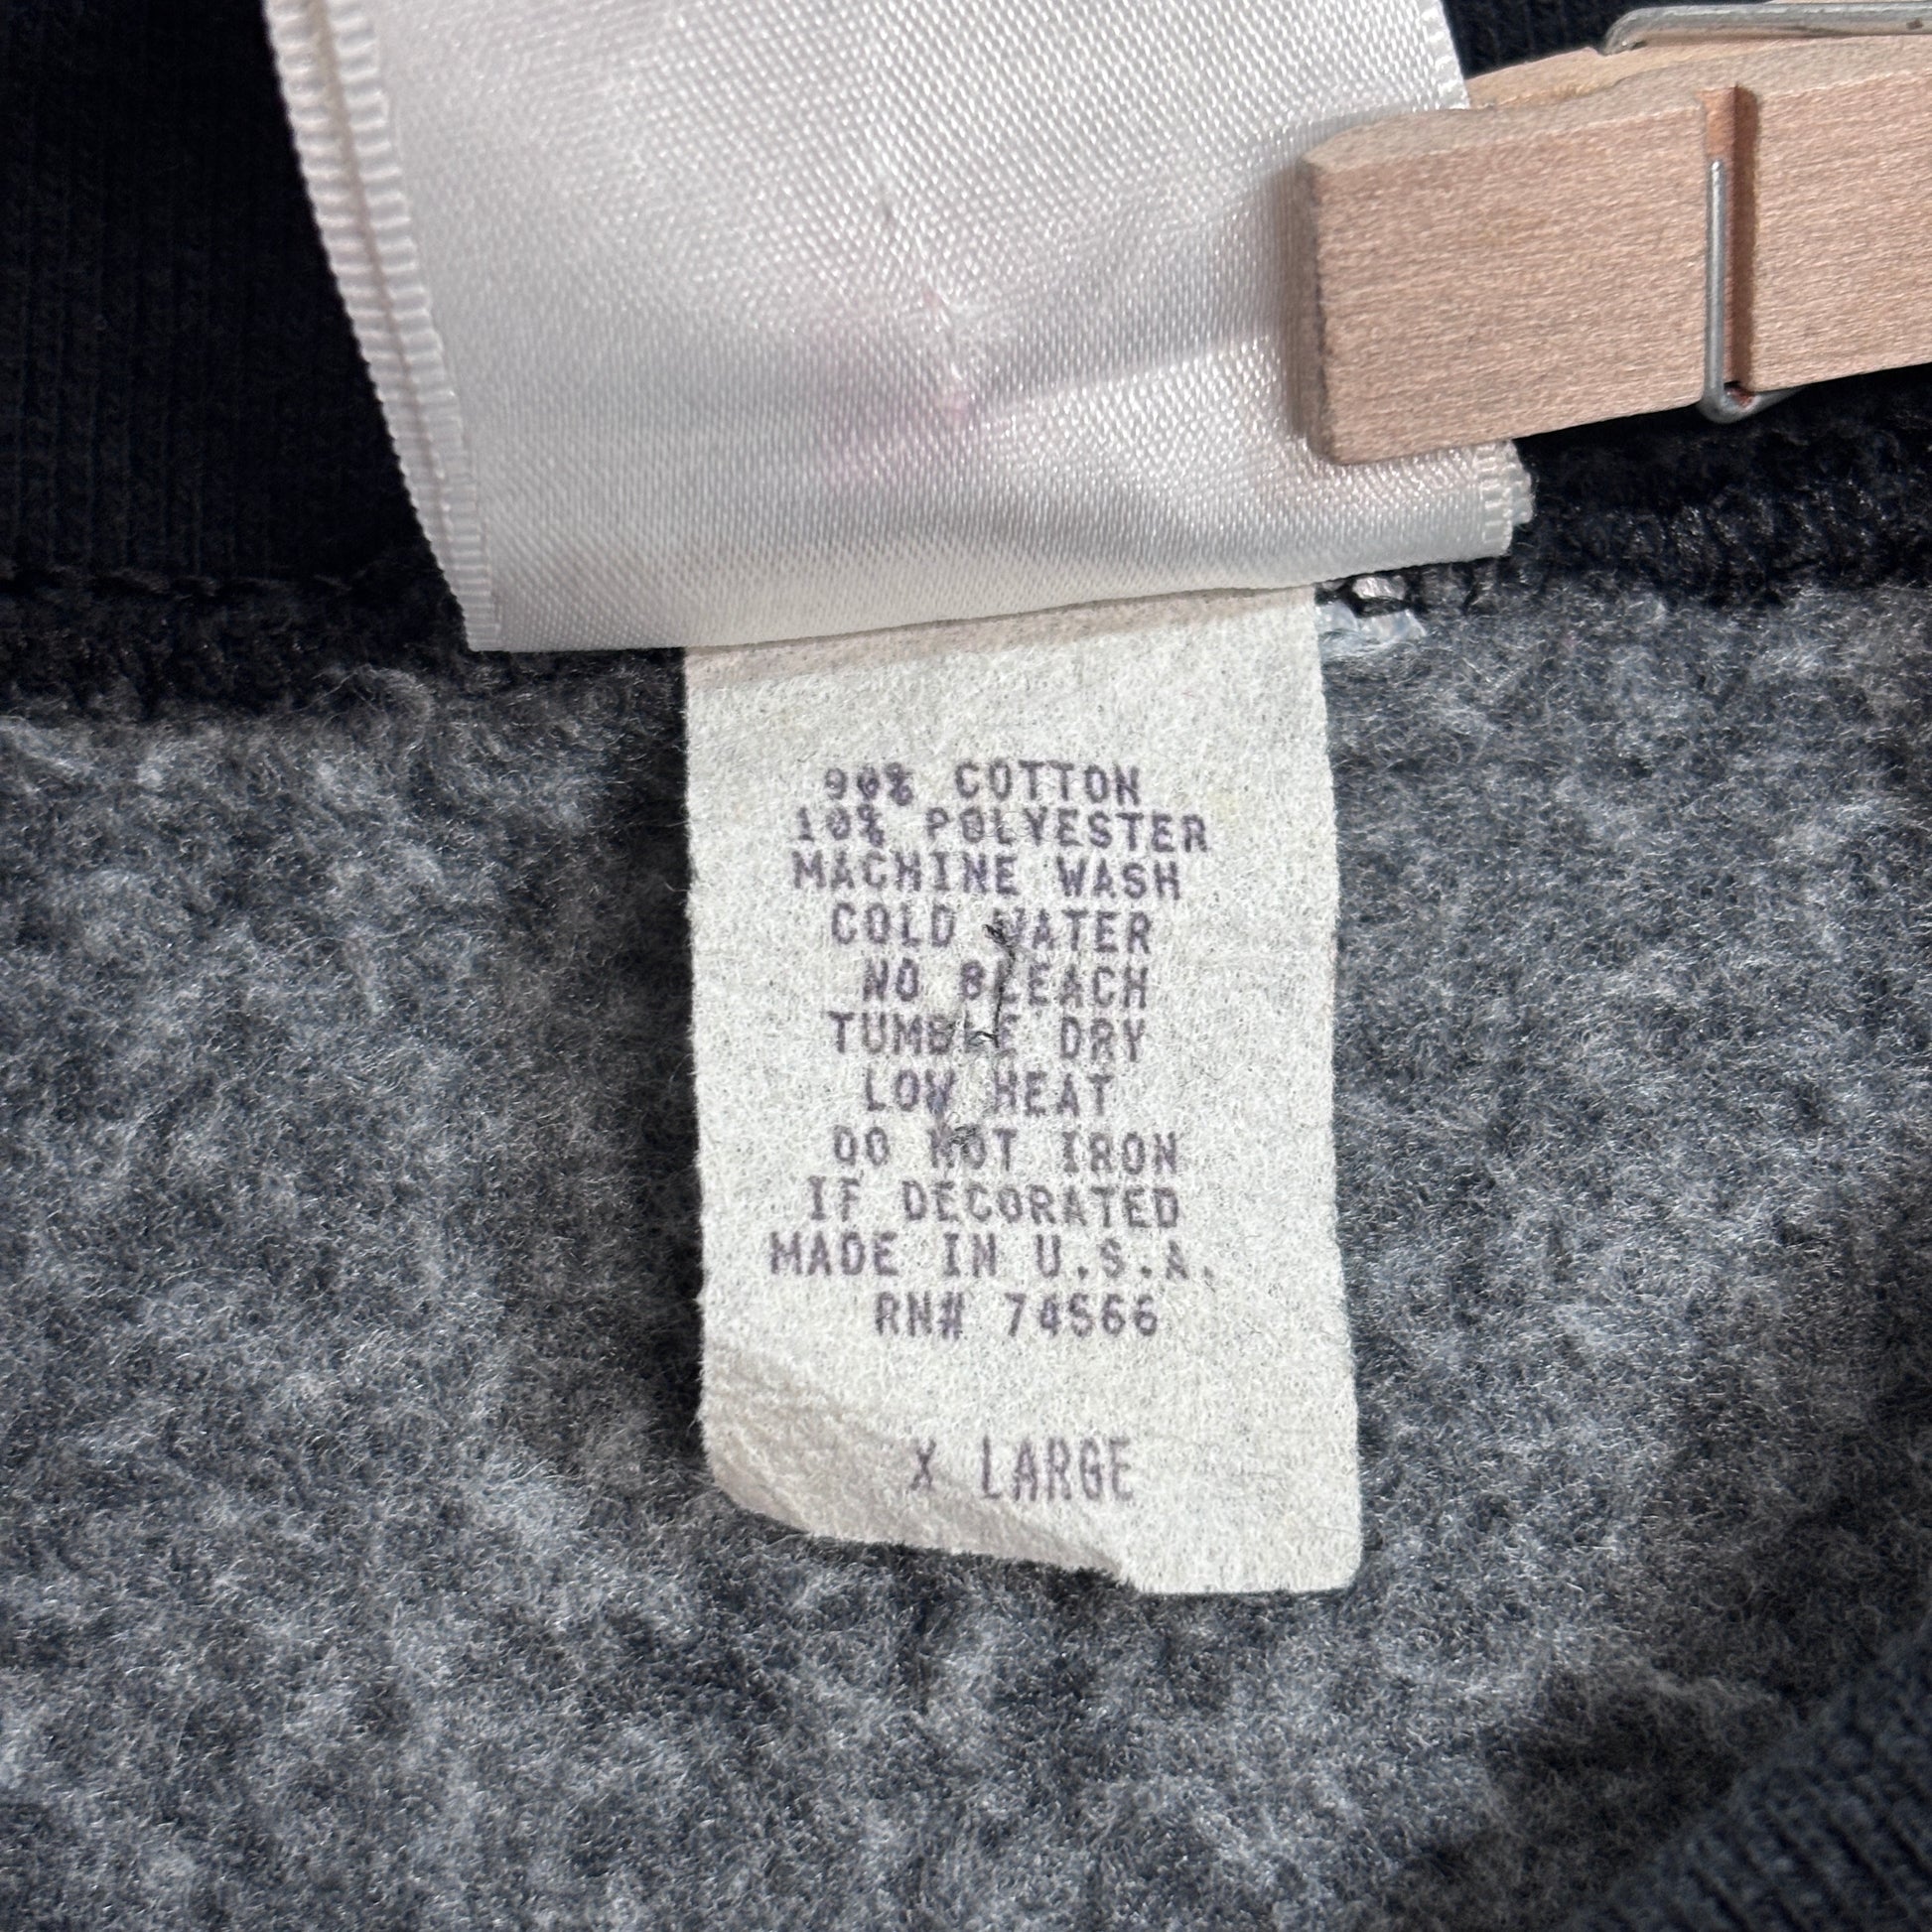 90% COTTON
10% POLYESTER
MACHINE WASH
COLD WATER
NO BLEACH
TUMBLE DRY
LOW HEAT
DO NOT IRON
IF DECORATED
MADE IN U.S.A.
RN# 74566
X LARGE